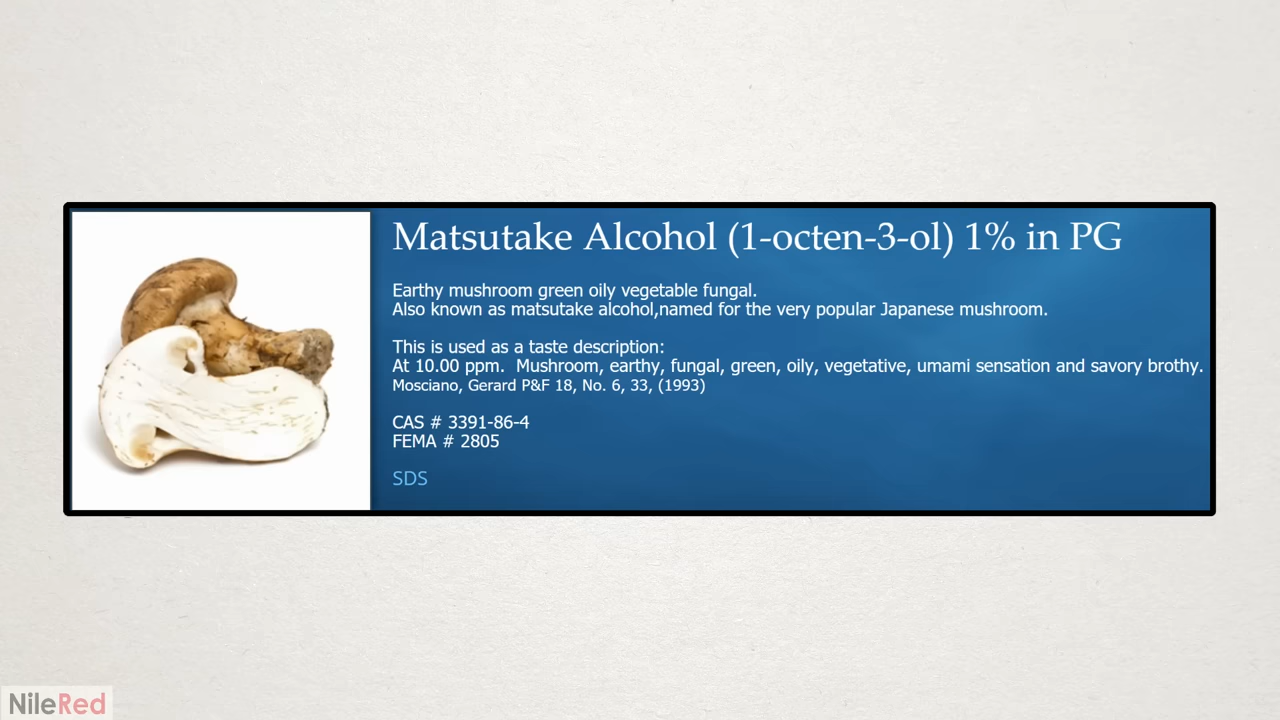 Matsutake Alcohol (1-octen-3-ol) 1% in PG
Earthy mushroom green oily vegetable fungal.
Also known as matsutake alcohol,named for the very popular Japanese mushroom.
This is used as a taste description:
At 10.00 ppm.  Mushroom, earthy, fungal, green, oily, vegetative, umami sensation and savory brothy.
Mosciano, Gerard P&F 18, No. 6, 33, (1993)
CAS # 3391-86-4
FEMA # 2805
SDS
NileRed